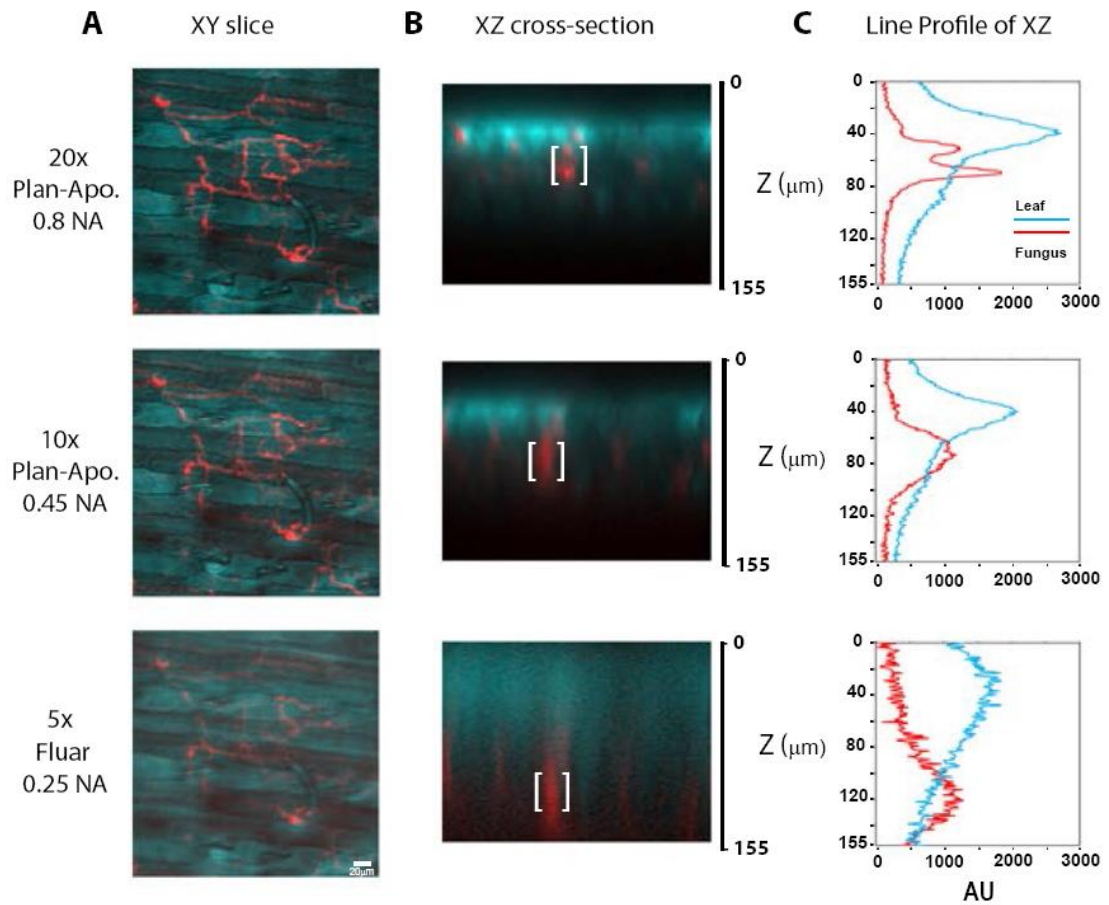 A XY slice B XZ cross-section C Line Profile of XZ
20x
Plan-Apo.
0.8 NA
[ ]
0
155
Z (μm)
0
40
80
120
155
Leaf
Fungus
0 1000 2000 3000
10x
Plan-Apo.
0.45 NA
[ ]
0
155
Z (μm)
0
40
80
120
155
0 1000 2000 3000
5x
Fluar
0.25 NA
20μm
[ ]
0
155
Z (μm)
0
40
80
120
155
0 1000 2000 3000
AU